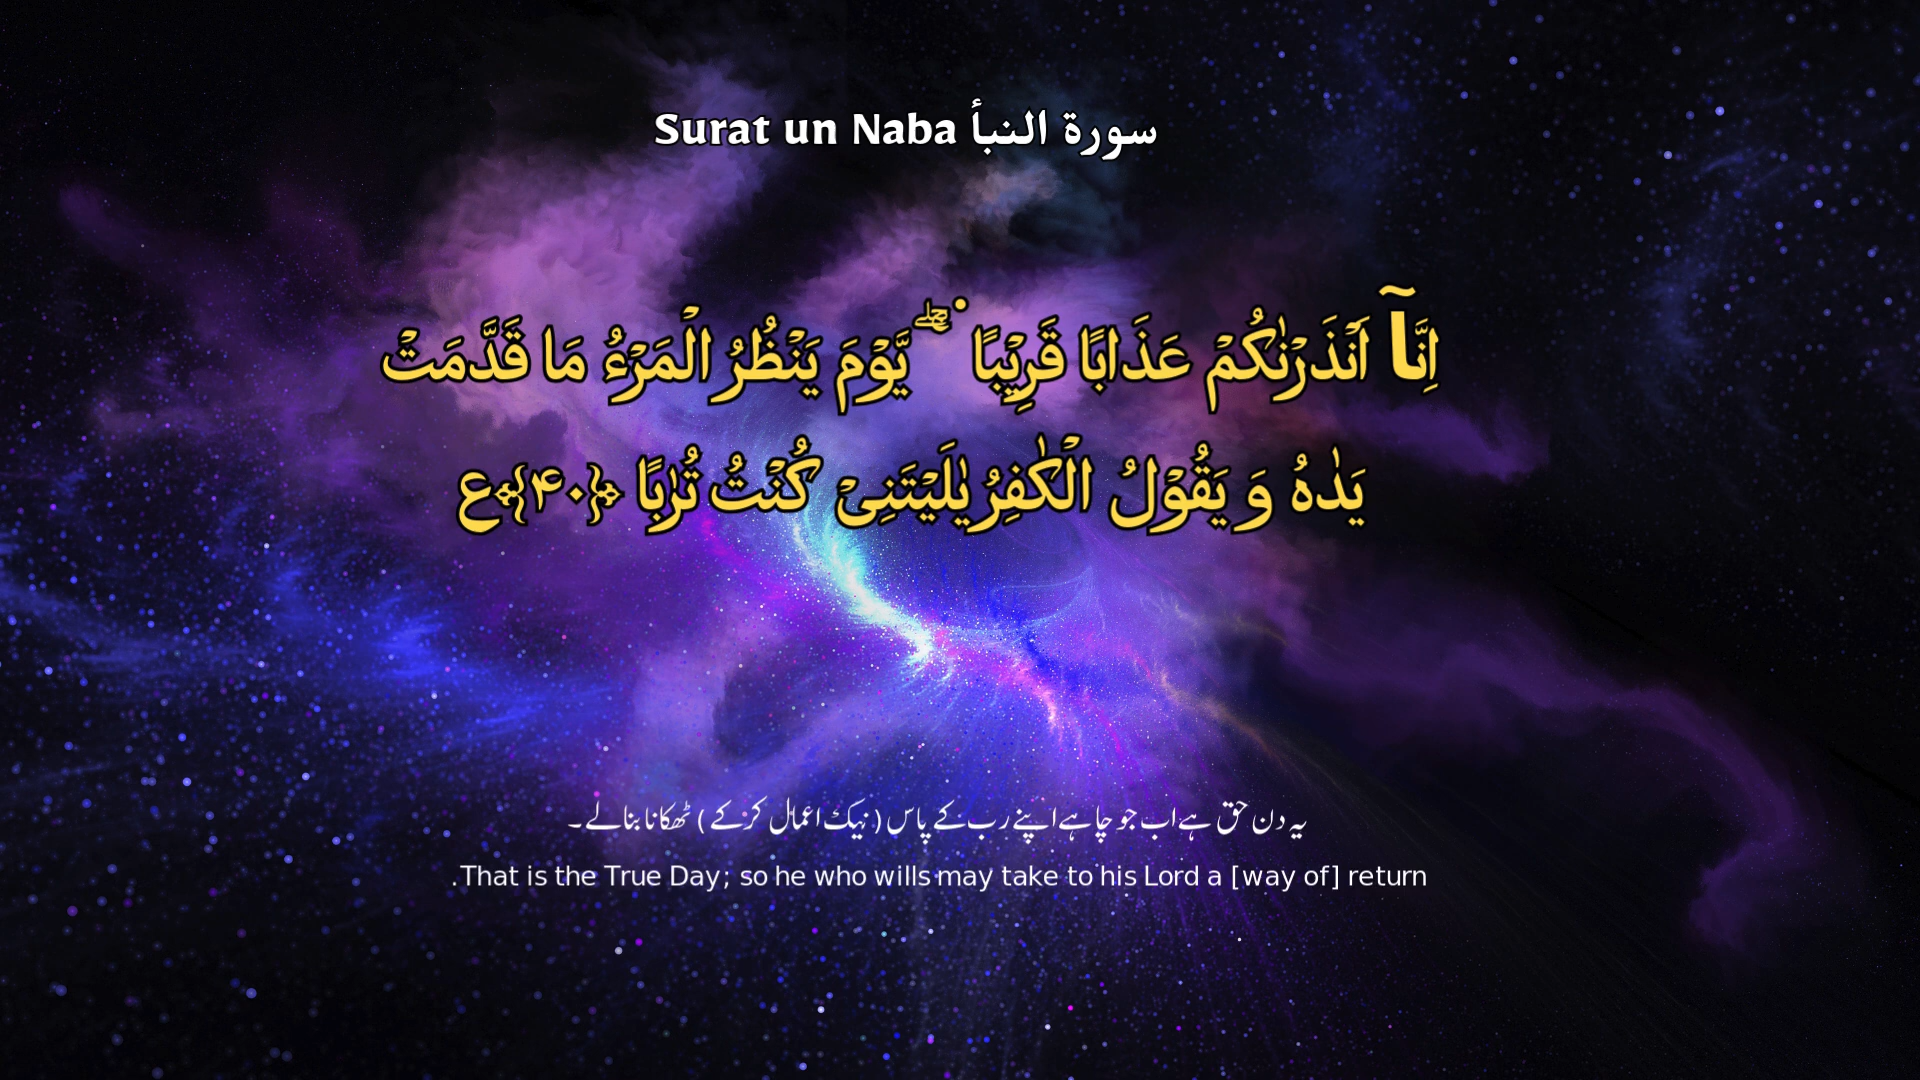 Surat un Naba سورة النبأ
اِنَّاۤ اَنْذَرْنٰكُمْ عَذَابًا قَرِیْبًا ۬ۚۖ یَّوْمَ یَنْظُرُ الْمَرْءُ مَا قَدَّمَتْ
یَدٰهُ وَ یَقُوْلُ الْكٰفِرُ یٰلَیْتَنِیْ كُنْتُ تُرٰبًا ﴿۴۰﴾ع
یہ دن حق ہے اب جو چاہے اپنے رب کے پاس (نیک اعمال کر کے) ٹھکانا بنالے۔
.That is the True Day; so he who wills may take to his Lord a [way of] return